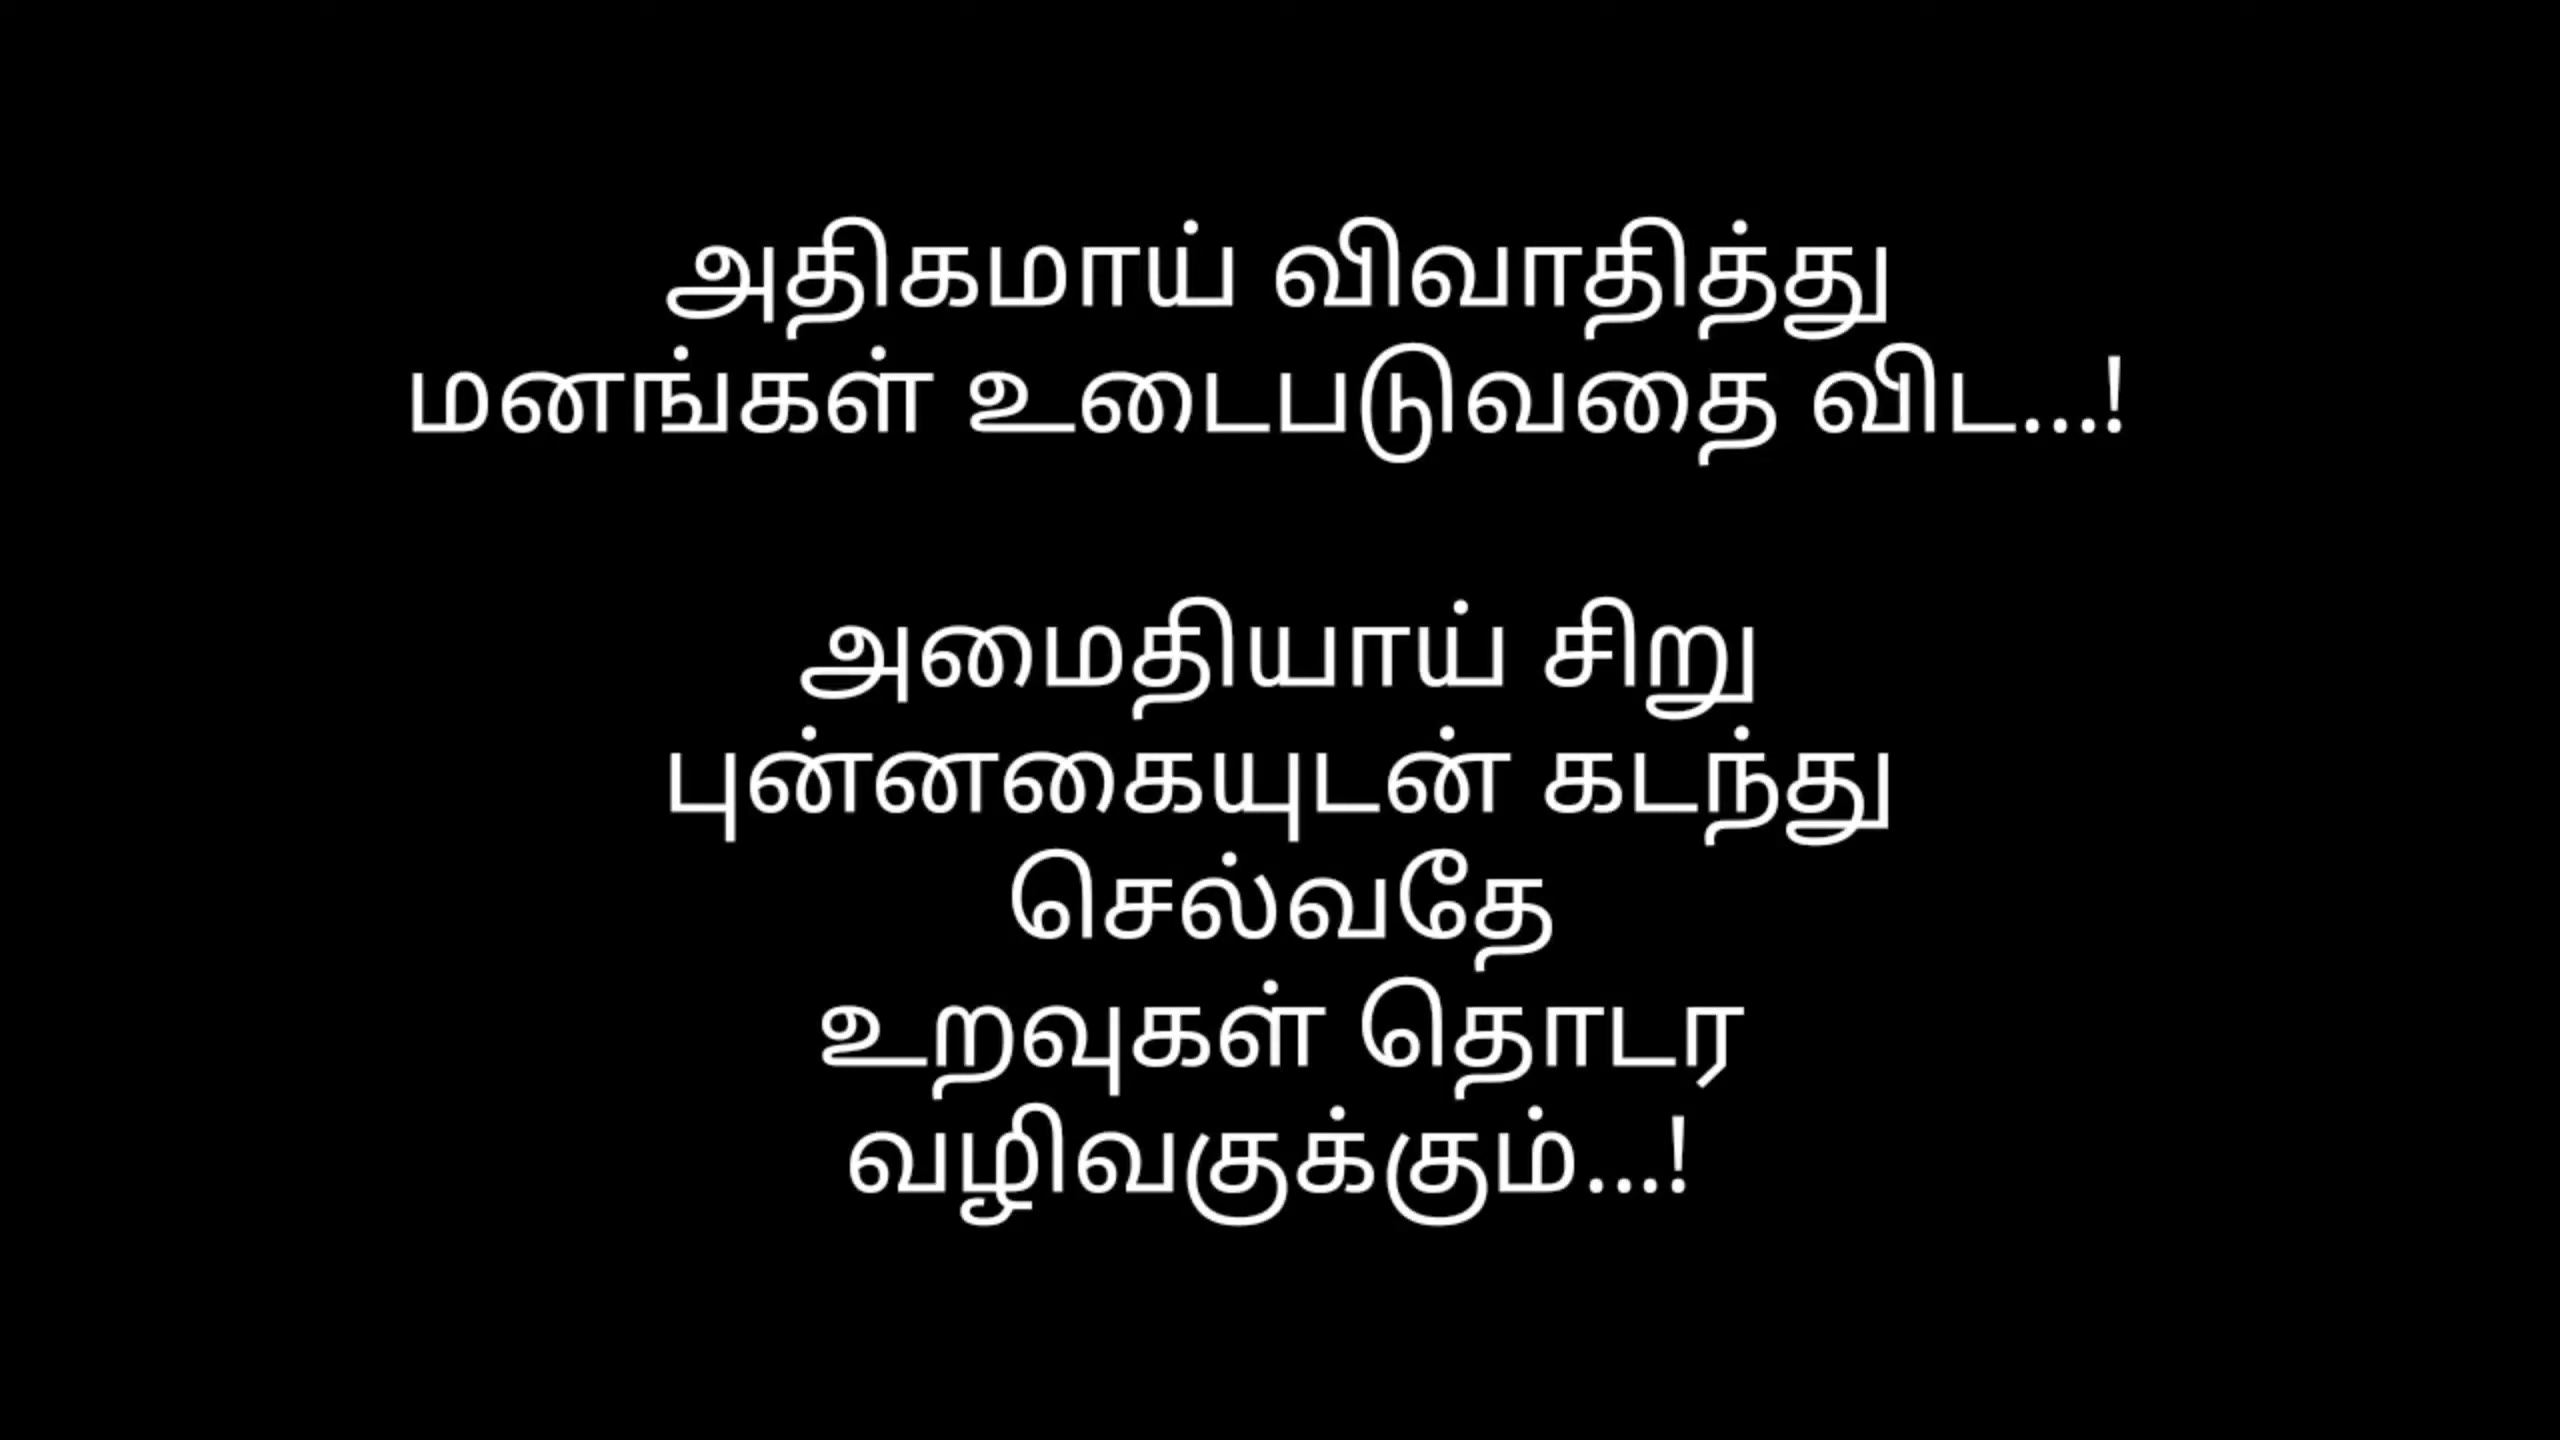 அதிகமாய் விவாதித்து
மனங்கள் உடைபடுவதை விட...!
அமைதியாய் சிறு
புன்னகையுடன் கடந்து
செல்வதே
உறவுகள் தொடர
வழிவகுக்கும்...!